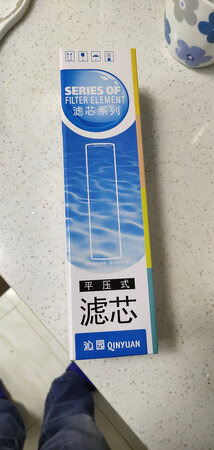 SERIES OF
FILTER ELEMENT
滤芯系列
平压式
滤芯
沁园 QINYUAN